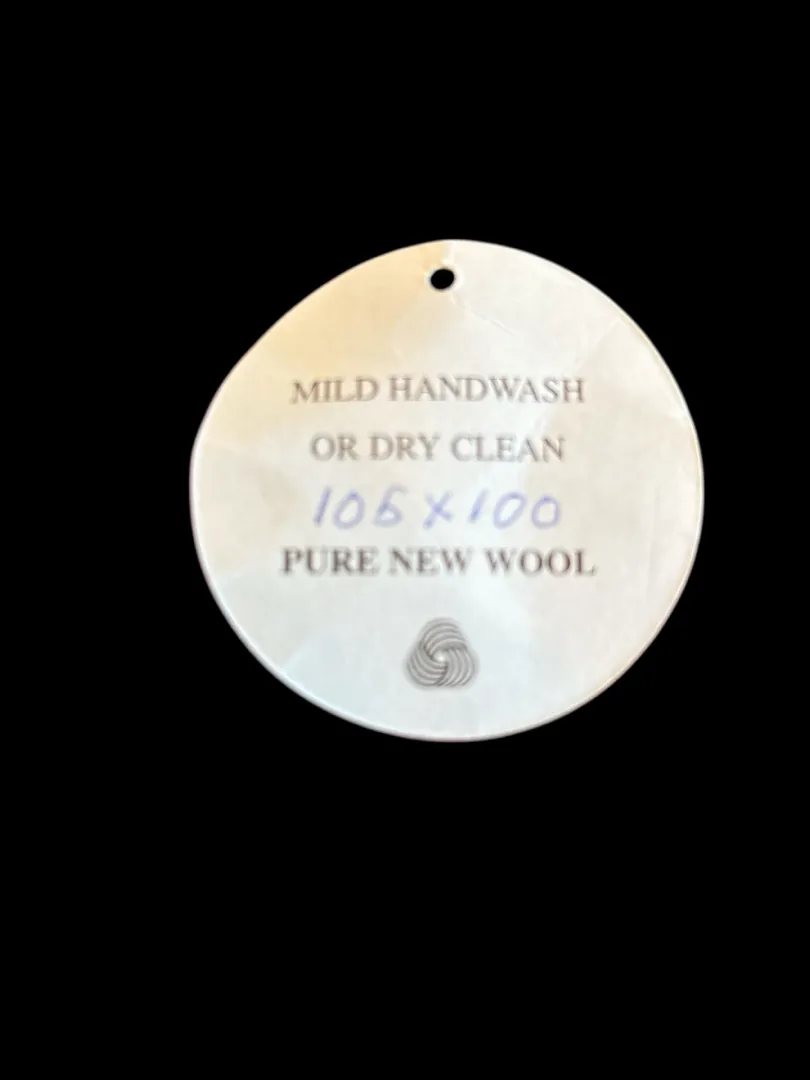 MILD HANDWASH
OR DRY CLEAN
105 X 100
PURE NEW WOOL